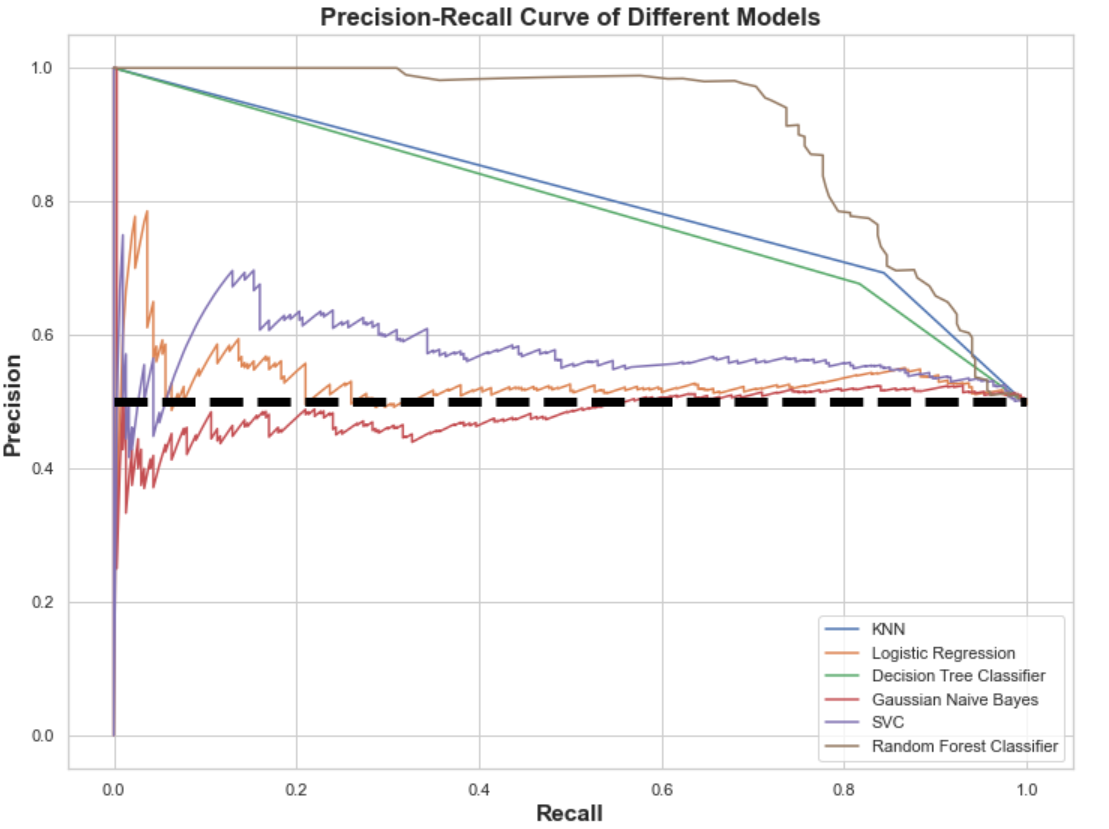 Precision-Recall Curve of Different Models
Precision
1.0
0.8
0.6
0.4
0.2
0.0
KNN
Logistic Regression
Decision Tree Classifier
Gaussian Naive Bayes
SVC
Random Forest Classifier
0.0 0.2 0.4 0.6 0.8 1.0
Recall